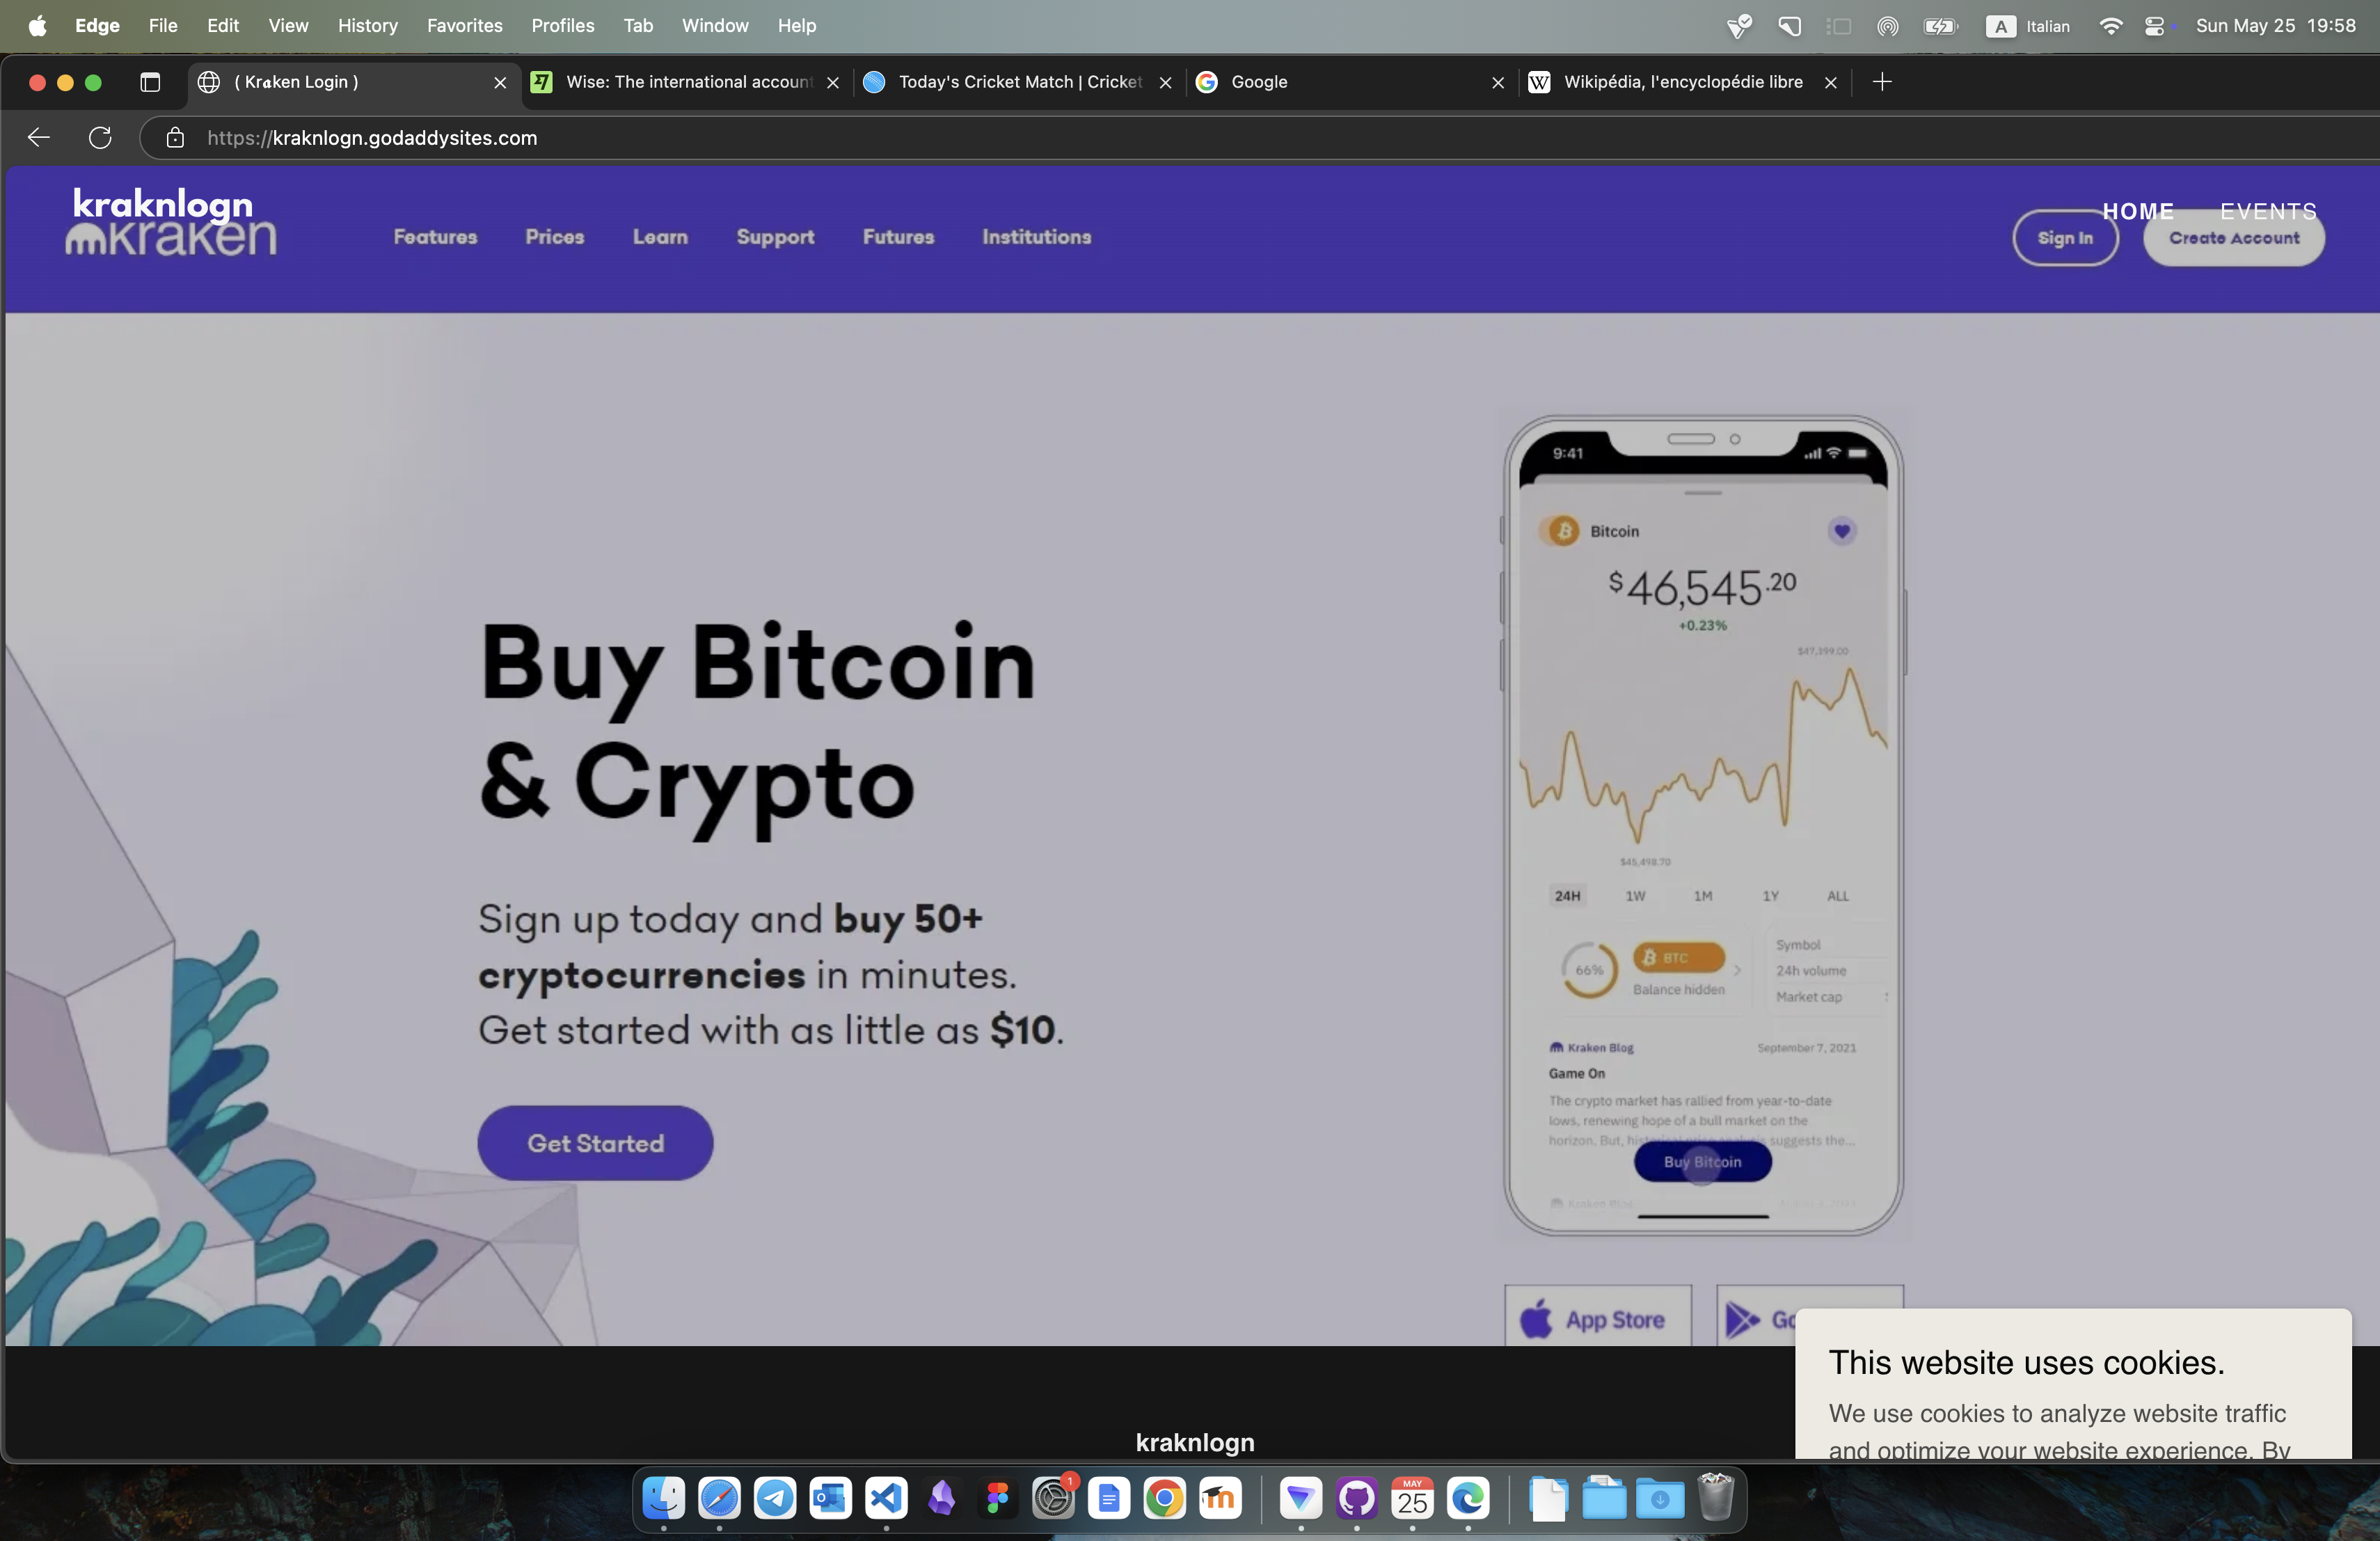 Edge File Edit View History Favorites Profiles Tab Window Help
A Italian Sun May 25 19:58
( Kraken Login )
Wise: The international accoun
Today's Cricket Match | Cricket
Google
Wikipédia, l'encyclopédie libre
https://kraknlogn.godaddysites.com
kraknlogn
HOME EVENTS
mkraken
Features Prices Learn Support Futures Institutions
Sign In Create Account
Buy Bitcoin
& Crypto
Sign up today and buy 50+
cryptocurrencies in minutes.
Get started with as little as $10.
Get Started
9:41
Bitcoin
$46,545.20
+0.23%
$47,399.00
$45,498.70
24H 1W 1M 1Y ALL
66%
BTC
Balance hidden
Symbol
24h volume
Market cap
Kraken Blog September 7, 2021
Game On
The crypto market has rallied from year-to-date
lows, renewing hope of a bull market on the
horizon. But, historical price analysis suggests the...
Buy Bitcoin
Kraken Blog
App Store
Go
This website uses cookies.
We use cookies to analyze website traffic
and optimize your website experience. By
kraknlogn
1
MAY
25